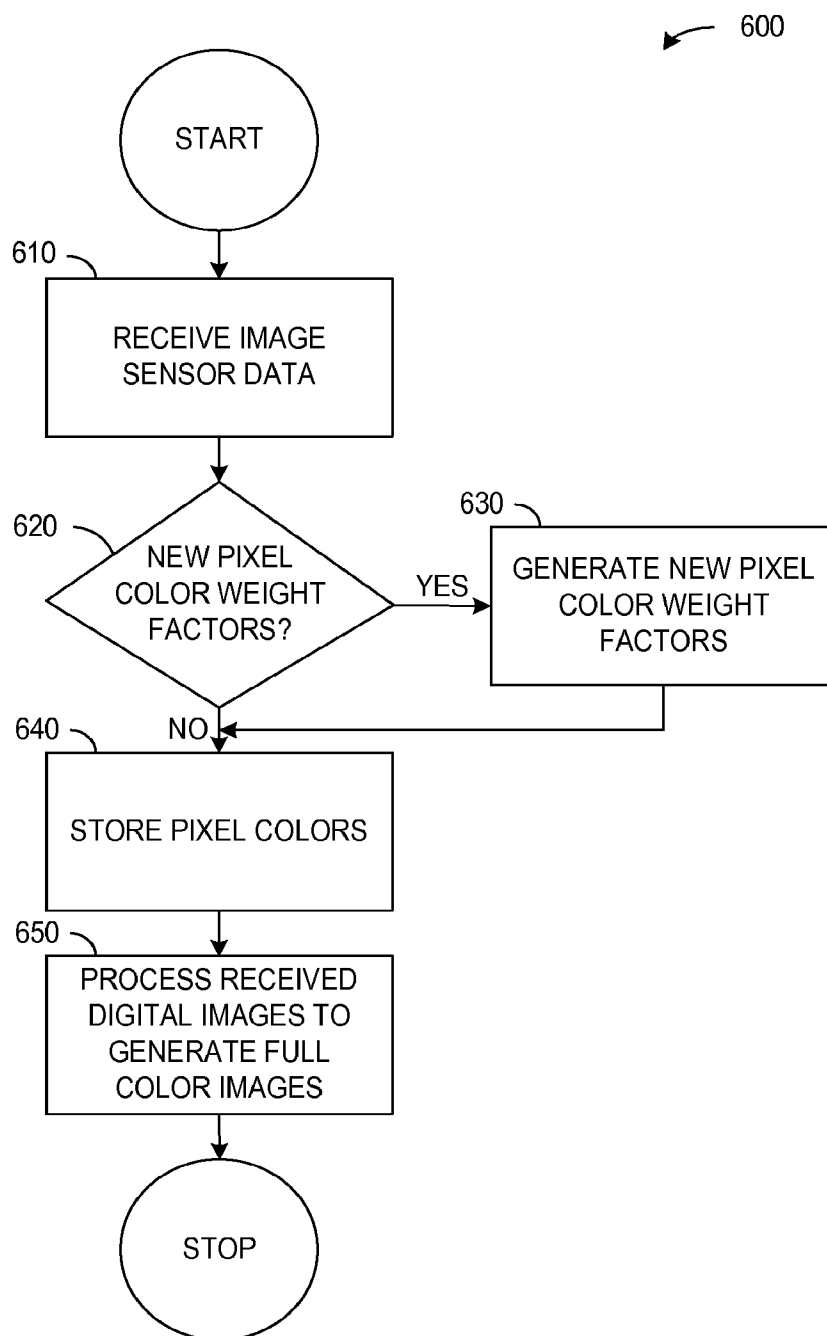 600
START
610
RECEIVE IMAGE
SENSOR DATA
620
NEW PIXEL
COLOR WEIGHT
FACTORS?
YES
630
GENERATE NEW PIXEL
COLOR WEIGHT
FACTORS
NO
640
STORE PIXEL COLORS
650
PROCESS RECEIVED
DIGITAL IMAGES TO
GENERATE FULL
COLOR IMAGES
STOP